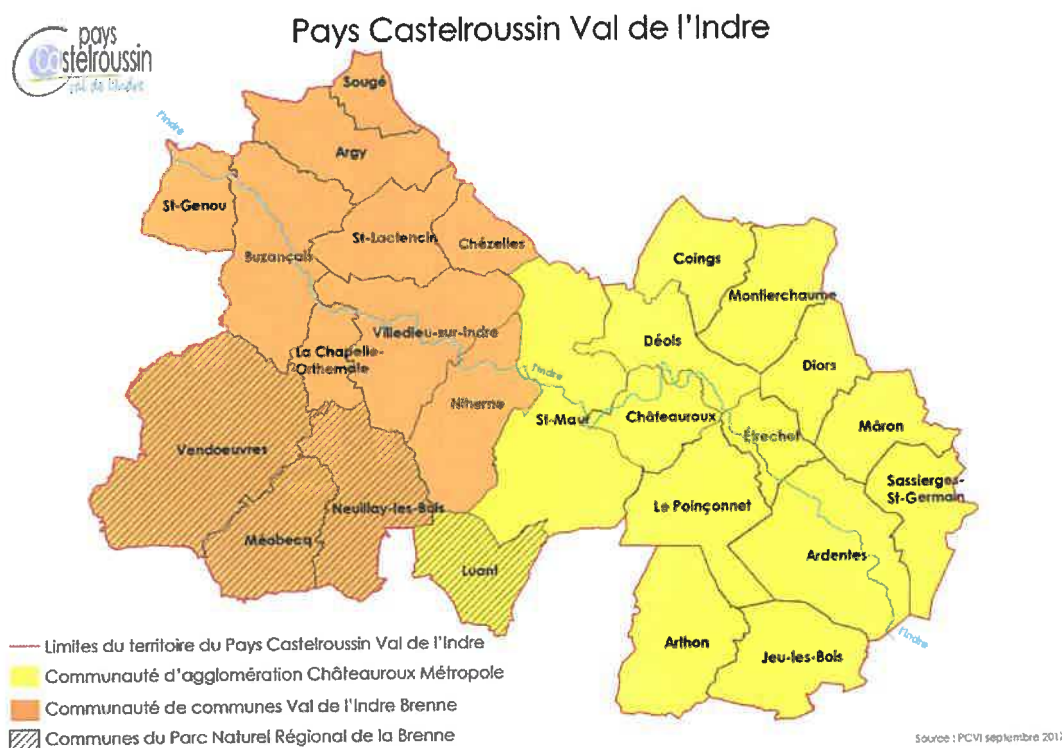 Pays Castelroussin Val de l'Indre
pays
castelroussin
val de l'indre
Sougé
l'Indre
Argy
St-Genou
St-Lactencin
Chézelles
Buzançais
Coings
Montierchaume
Villedieu-sur-Indre
Déols
La Chapelle-
Orthemale
Diors
l'Indre
Niherne
St-Maur
Châteauroux
Étrechet
Mâron
Vendoeuvres
Sassierges-
St-Germain
Neuillay-les-Bois
Le Poinçonnet
Méobecq
Ardentes
Luant
l'Indre
Arthon
Jeu-les-Bois
Limites du territoire du Pays Castelroussin Val de l'Indre
Communauté d'agglomération Châteauroux Métropole
Communauté de communes Val de l'Indre Brenne
Communes du Parc Naturel Régional de la Brenne
Source : PCVI septembre